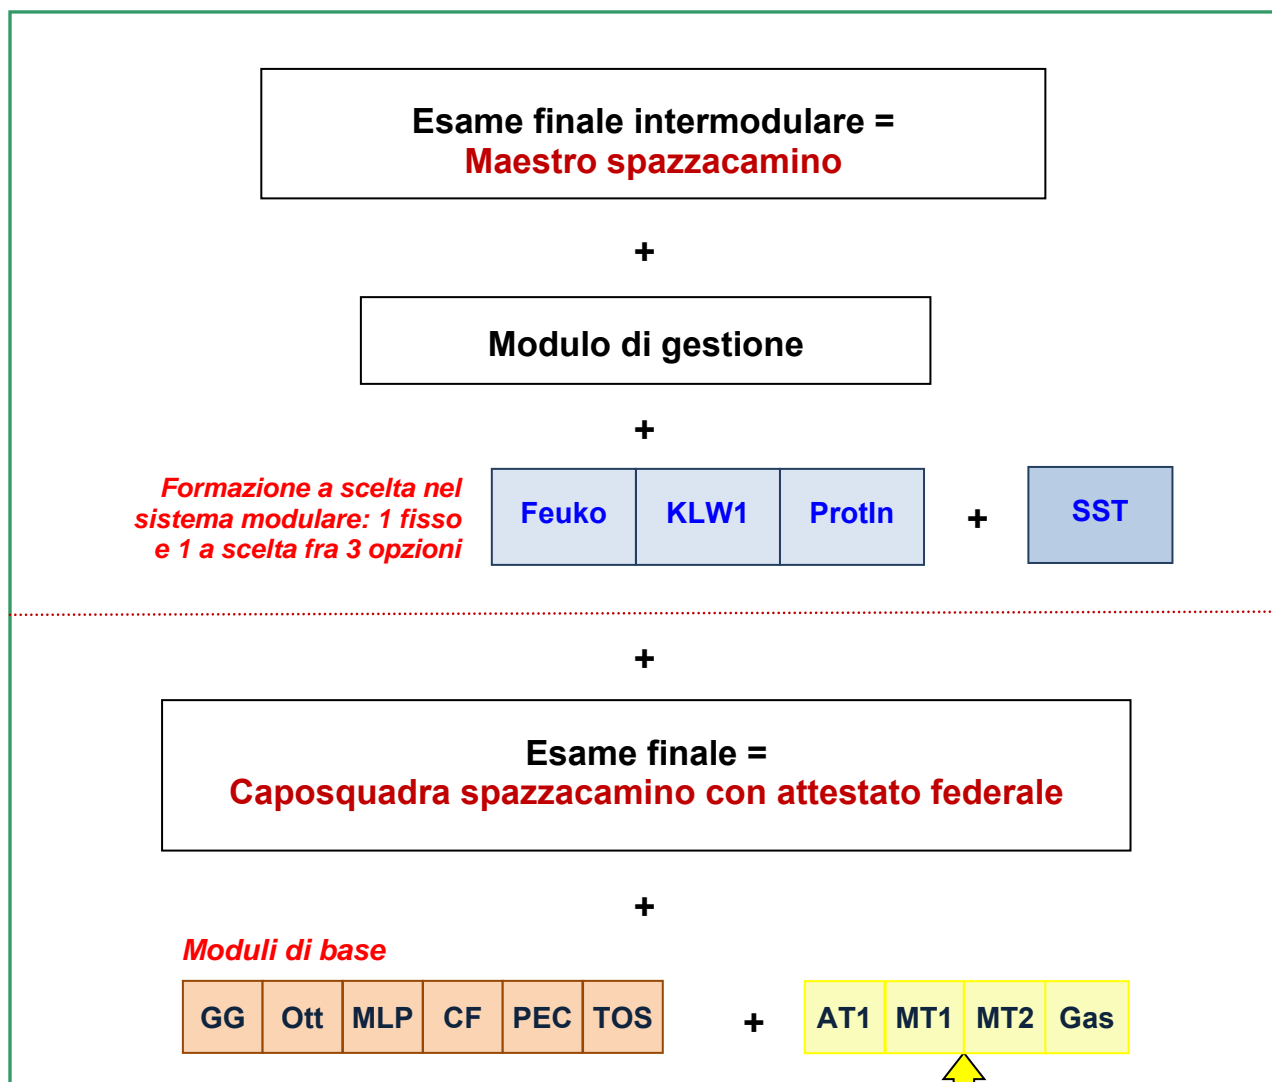 Esame finale intermodulare =
Maestro spazzacamino
+
Modulo di gestione
+
Formazione a scelta nel
sistema modulare: 1 fisso
e 1 a scelta fra 3 opzioni
Feuko KLW1 ProtIn + SST
+
Esame finale =
Caposquadra spazzacamino con attestato federale
+
Moduli di base
GG Ott MLP CF PEC TOS + AT1 MT1 MT2 Gas